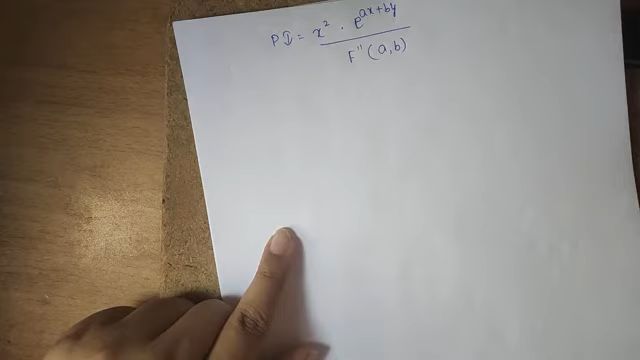 PI = x² · e^(ax+by)
F''(a,b)